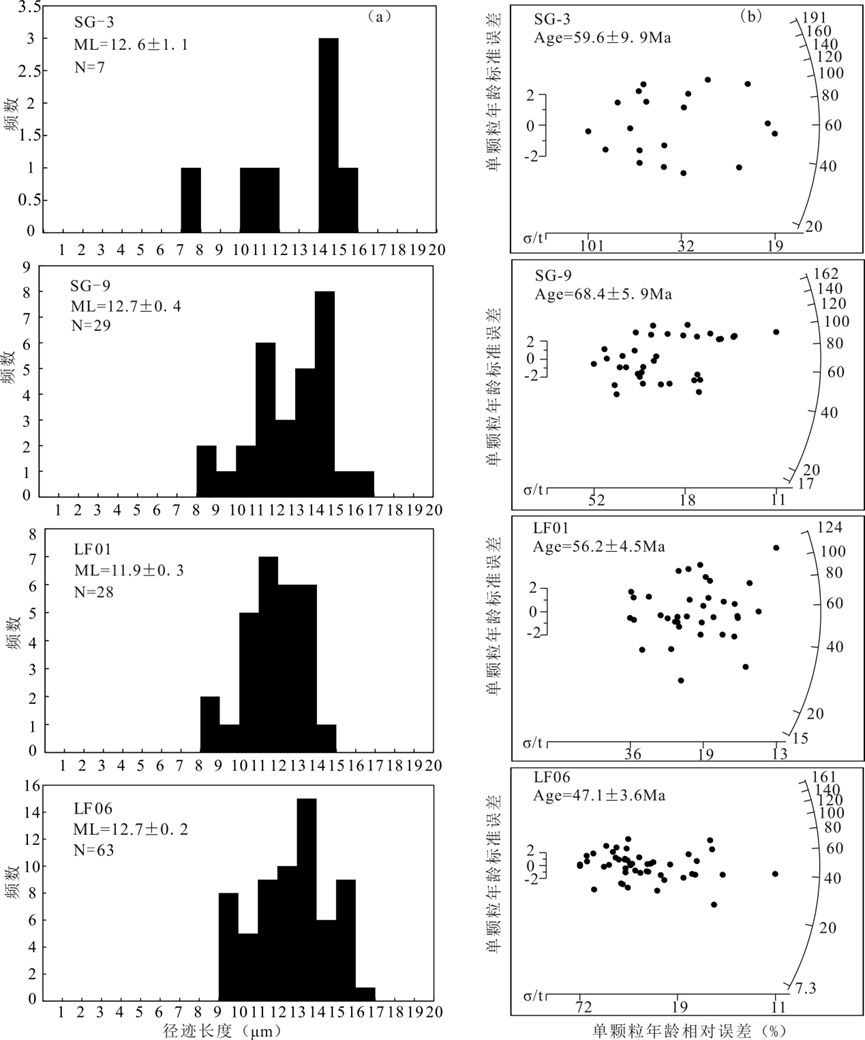 SG-3 (a)
ML=12.6±1.1
N=7
频数
3.5
3
2.5
2
1.5
1
0.5
0
1 2 3 4 5 6 7 8 9 10 11 12 13 14 15 16 17 18 19 20
SG-3 (b)
Age=59.6±9.9Ma
单颗粒年龄标准误差
2
0
-2
191
160
140
120
100
80
60
40
20
σ/t 101 32 19
SG-9
ML=12.7±0.4
N=29
频数
9
8
7
6
5
4
3
2
1
0
1 2 3 4 5 6 7 8 9 10 11 12 13 14 15 16 17 18 19 20
SG-9
Age=68.4±5.9Ma
单颗粒年龄标准误差
2
0
-2
162
140
120
100
80
60
40
20
17
σ/t 52 18 11
LF01
ML=11.9±0.3
N=28
频数
8
7
6
5
4
3
2
1
0
1 2 3 4 5 6 7 8 9 10 11 12 13 14 15 16 17 18 19 20
LF01
Age=56.2±4.5Ma
单颗粒年龄标准误差
2
0
-2
124
100
80
60
40
20
15
σ/t 36 19 13
LF06
ML=12.7±0.2
N=63
频数
16
14
12
10
8
6
4
2
0
1 2 3 4 5 6 7 8 9 10 11 12 13 14 15 16 17 18 19 20
径迹长度（μm）
LF06
Age=47.1±3.6Ma
单颗粒年龄标准误差
2
0
-2
161
140
120
100
80
60
40
20
7.3
σ/t 72 19 11
单颗粒年龄相对误差（%）